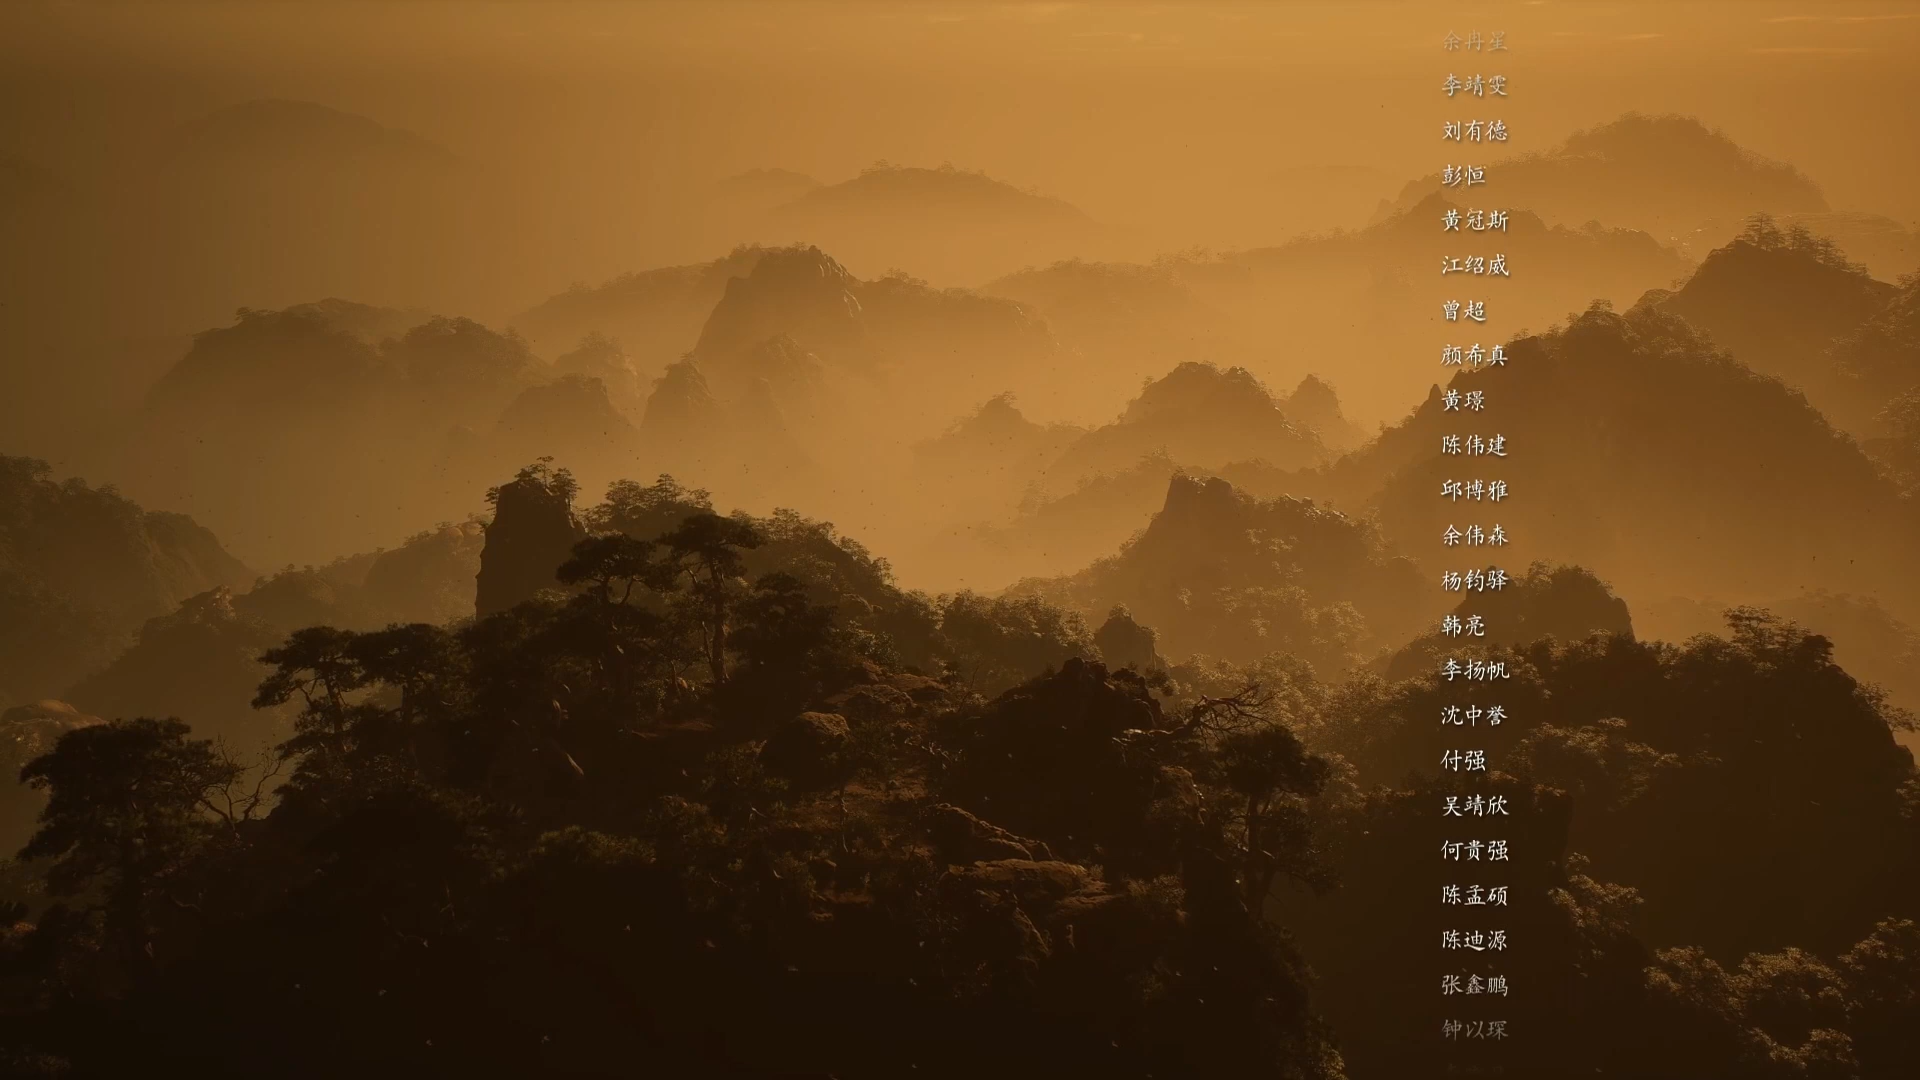 余冉星
李靖雯
刘有德
彭恒
黄冠斯
江绍威
曾超
颜希真
黄璟
陈伟建
邱博雅
余伟森
杨钧驿
韩亮
李扬帆
沈中誉
付强
吴靖欣
何贵强
陈孟硕
陈迪源
张鑫鹏
钟以琛